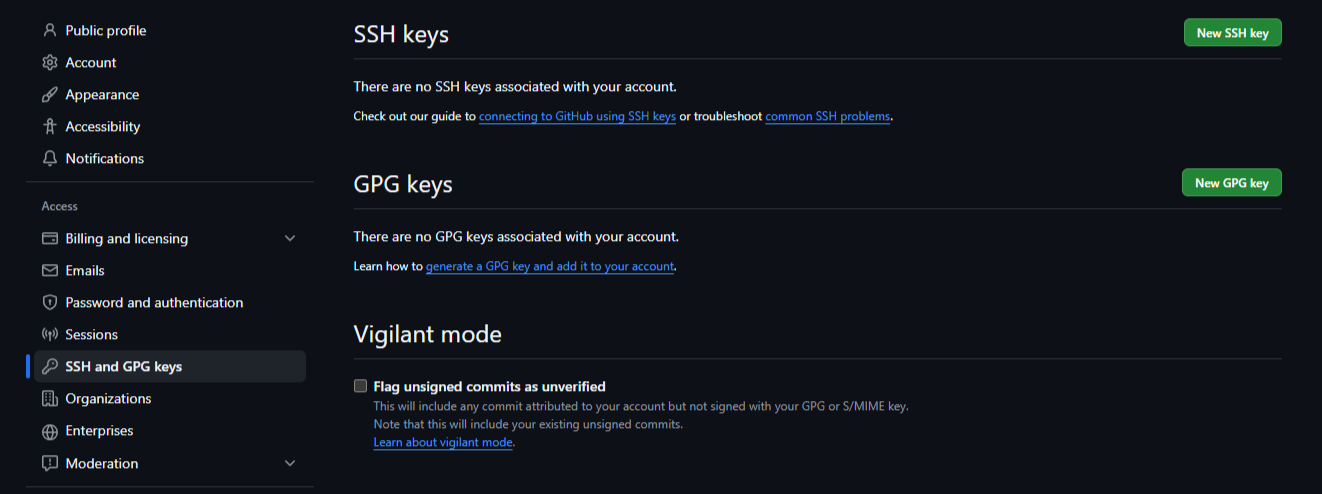 Public profile
Account
Appearance
Accessibility
Notifications
Access
Billing and licensing
Emails
Password and authentication
Sessions
SSH and GPG keys
Organizations
Enterprises
Moderation
SSH keys
New SSH key
There are no SSH keys associated with your account.
Check out our guide to connecting to GitHub using SSH keys or troubleshoot common SSH problems.
GPG keys
New GPG key
There are no GPG keys associated with your account.
Learn how to generate a GPG key and add it to your account.
Vigilant mode
Flag unsigned commits as unverified
This will include any commit attributed to your account but not signed with your GPG or S/MIME key.
Note that this will include your existing unsigned commits.
Learn about vigilant mode.